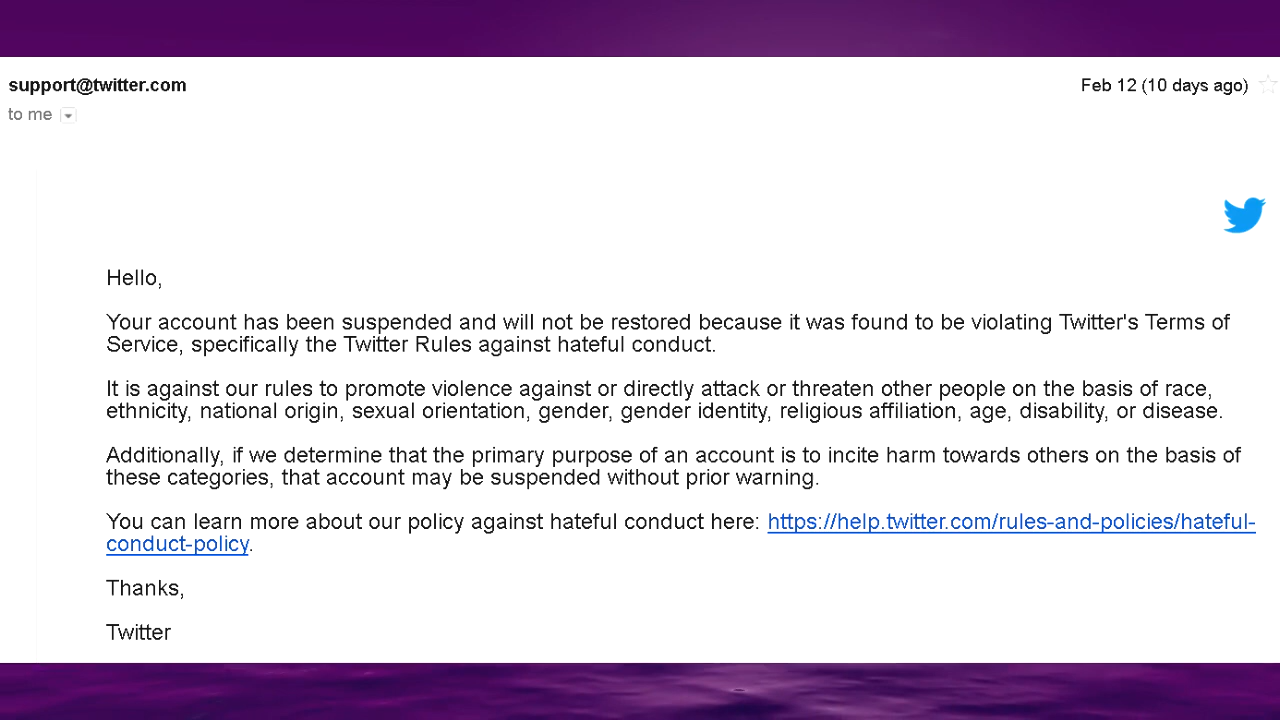 support@twitter.com
Feb 12 (10 days ago)
to me
Hello,
Your account has been suspended and will not be restored because it was found to be violating Twitter's Terms of
Service, specifically the Twitter Rules against hateful conduct.
It is against our rules to promote violence against or directly attack or threaten other people on the basis of race,
ethnicity, national origin, sexual orientation, gender, gender identity, religious affiliation, age, disability, or disease.
Additionally, if we determine that the primary purpose of an account is to incite harm towards others on the basis of
these categories, that account may be suspended without prior warning.
You can learn more about our policy against hateful conduct here: https://help.twitter.com/rules-and-policies/hateful-
conduct-policy.
Thanks,
Twitter